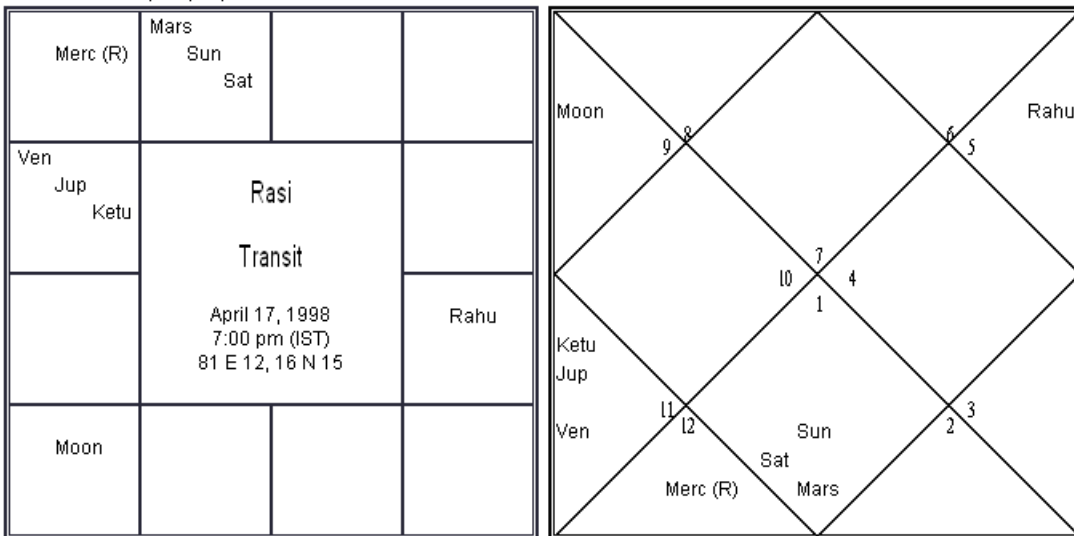 Merc (R)
Mars
Sun
Sat
Ven
Jup
Ketu
Rasi
Transit
April 17, 1998
7:00 pm (IST)
81 E 12, 16 N 15
Rahu
Moon
Moon
Rahu
8
9
6
5
7
10
4
1
Ketu
Jup
Ven
11
12
3
2
Sun
Sat
Merc (R)
Mars